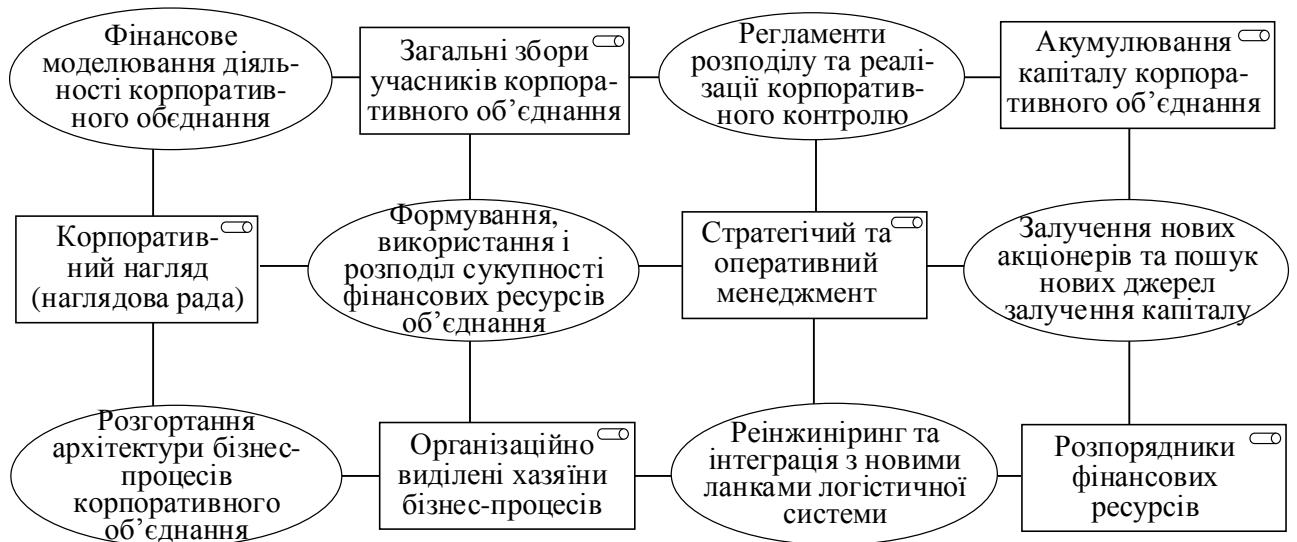 Фінансове
моделювання діяль-
ності корпоратив-
ного обєднання
Загальні збори
учасників корпора-
тивного об’єднання
Регламенти
розподілу та реалі-
зації корпоратив-
ного контролю
Акумулювання
капіталу корпора-
тивного об’єднання
Корпоратив-
ний нагляд
(наглядова рада)
Формування,
використання і
розподіл сукупності
фінансових ресурсів
об’єднання
Стратегічий та
оперативний
менеджмент
Залучення нових
акціонерів та пошук
нових джерел
залучення капіталу
Розгортання
архітектури бізнес-
процесів
корпоративного
об’єднання
Організаційно
виділені хазяїни
бізнес-процесів
Реінжиніринг та
інтеграція з новими
ланками логістичної
системи
Розпорядники
фінансових
ресурсів